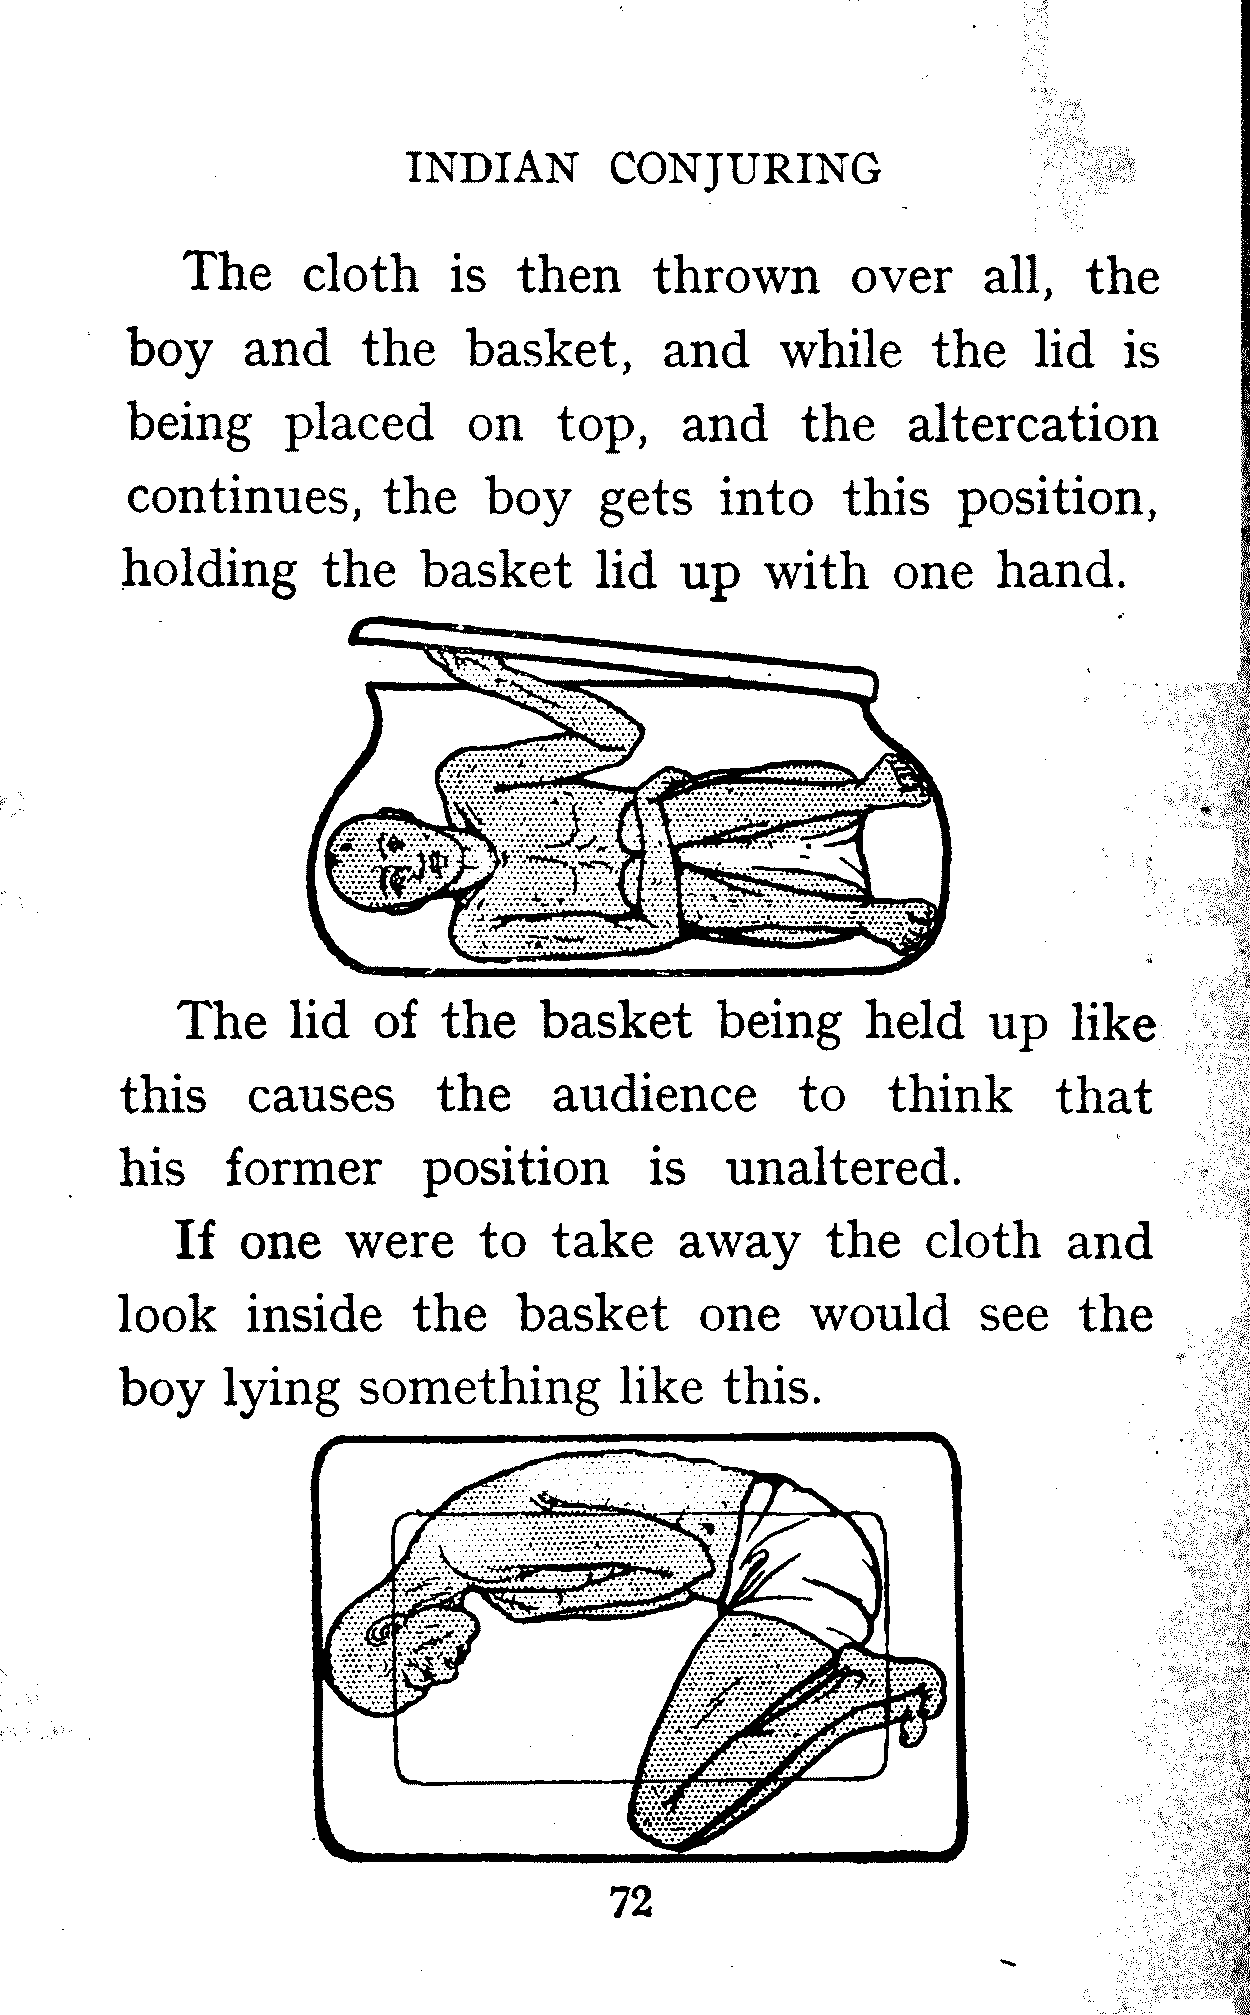 INDIAN CONJURING
The cloth is then thrown over all, the
boy and the basket, and while the lid is
being placed on top, and the altercation
continues, the boy gets into this position,
holding the basket lid up with one hand.
The lid of the basket being held up like
this causes the audience to think that
his former position is unaltered.
If one were to take away the cloth and
look inside the basket one would see the
boy lying something like this.
72